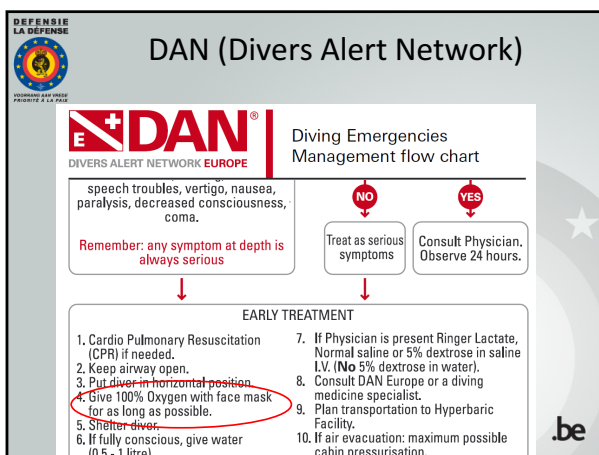 DEFENSIE
LA DÉFENSE
VOORRANG AAN VREDE
PRIORITÉ À LA PAIX
DAN (Divers Alert Network)
E DAN®
DIVERS ALERT NETWORK EUROPE
Diving Emergencies
Management flow chart
speech troubles, vertigo, nausea,
paralysis, decreased consciousness,
coma.
Remember: any symptom at depth is
always serious
NO
YES
Treat as serious
symptoms
Consult Physician.
Observe 24 hours.
EARLY TREATMENT
1. Cardio Pulmonary Resuscitation
(CPR) if needed.
2. Keep airway open.
3. Put diver in horizontal position.
4. Give 100% Oxygen with face mask
for as long as possible.
5. Shelter diver.
6. If fully conscious, give water
(0.5 - 1 litre)
7. If Physician is present Ringer Lactate,
Normal saline or 5% dextrose in saline
I.V. (No 5% dextrose in water).
8. Consult DAN Europe or a diving
medicine specialist.
9. Plan transportation to Hyperbaric
Facility.
10. If air evacuation: maximum possible
cabin pressurisation.
.be